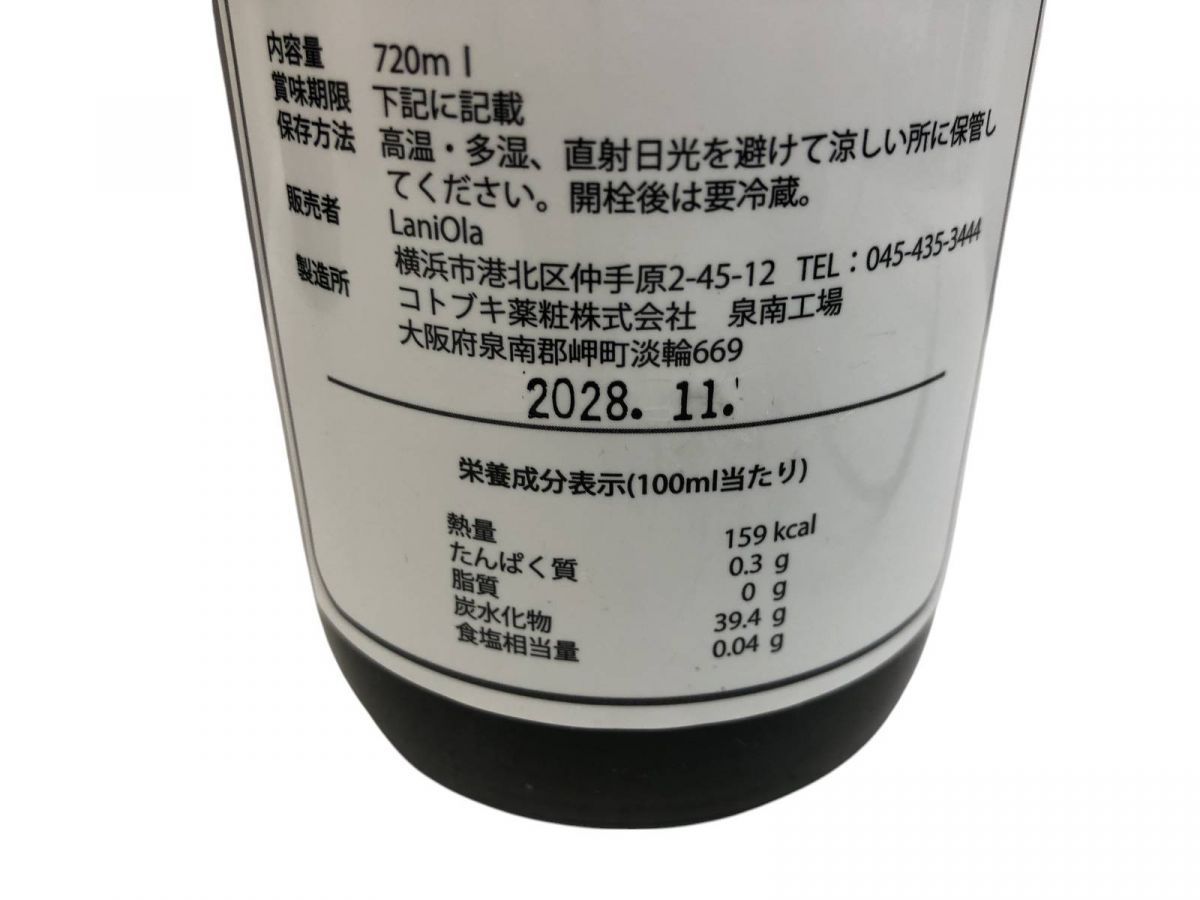 内容量 720ml
賞味期限 下記に記載
保存方法 高温・多湿、直射日光を避けて涼しい所に保管し
てください。開栓後は要冷蔵。
販売者 LaniOla
横浜市港北区仲手原2-45-12 TEL：045-435-3444
製造所 コトブキ薬粧株式会社 泉南工場
大阪府泉南郡岬町淡輪669
2028. 11.
栄養成分表示(100ml当たり)
熱量 159 kcal
たんぱく質 0.3 g
脂質 0 g
炭水化物 39.4 g
食塩相当量 0.04 g